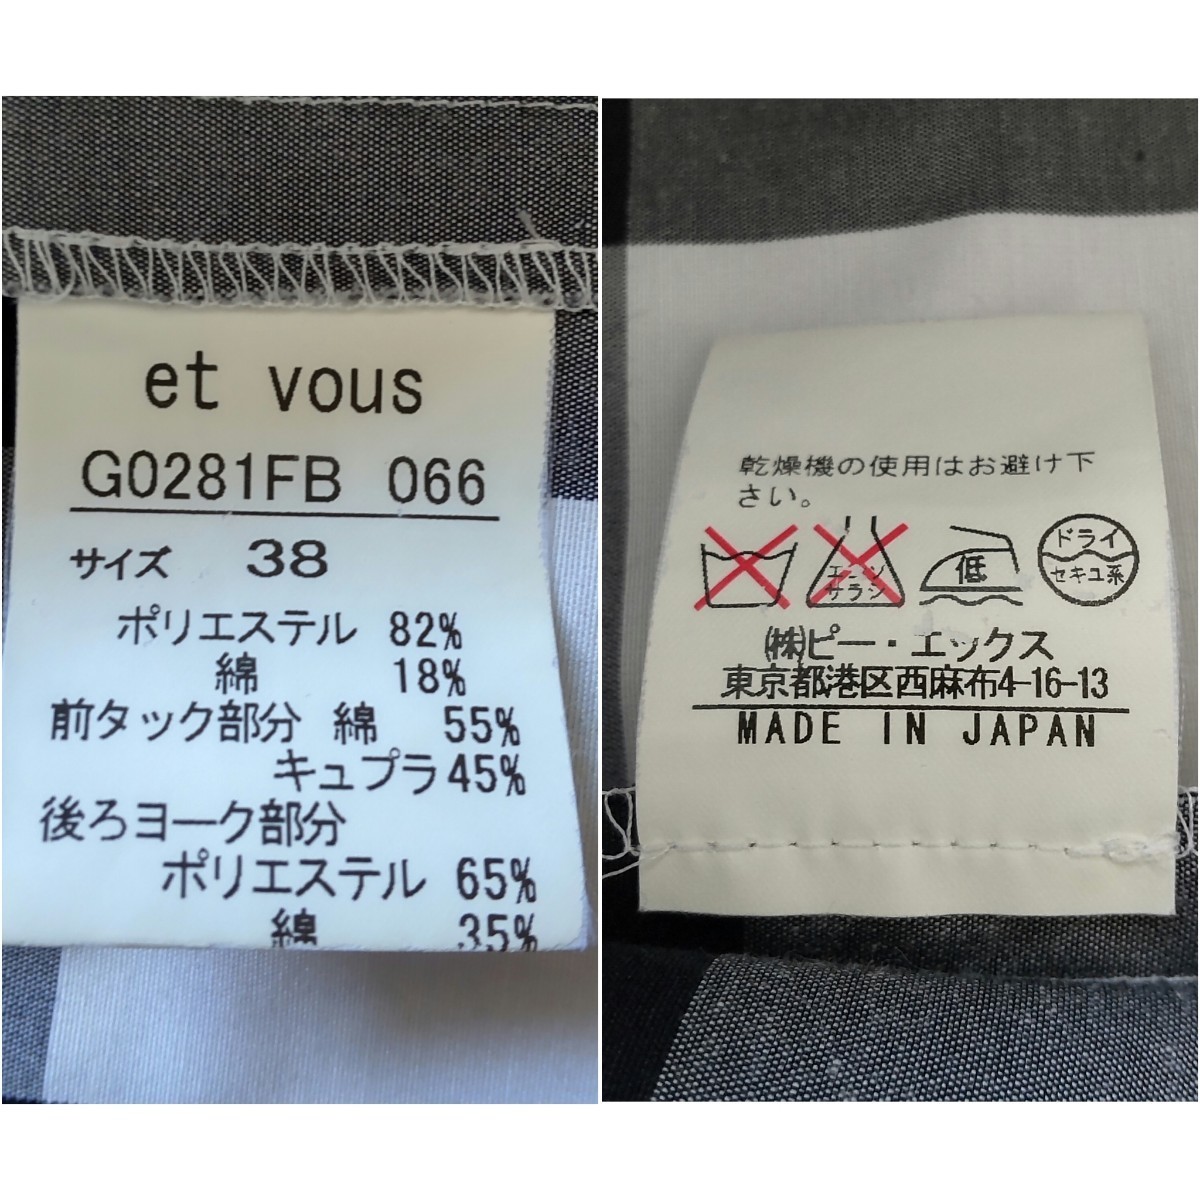 et vous
G0281FB 066
サイズ 38
ポリエステル 82%
綿 18%
前タック部分 綿 55%
キュプラ 45%
後ろヨーク部分
ポリエステル 65%
綿 35%
乾燥機の使用はお避け下
さい。
エンソ
サラシ
低
ドライ
セキユ系
㈱ピー・エックス
東京都港区西麻布4-16-13
MADE IN JAPAN